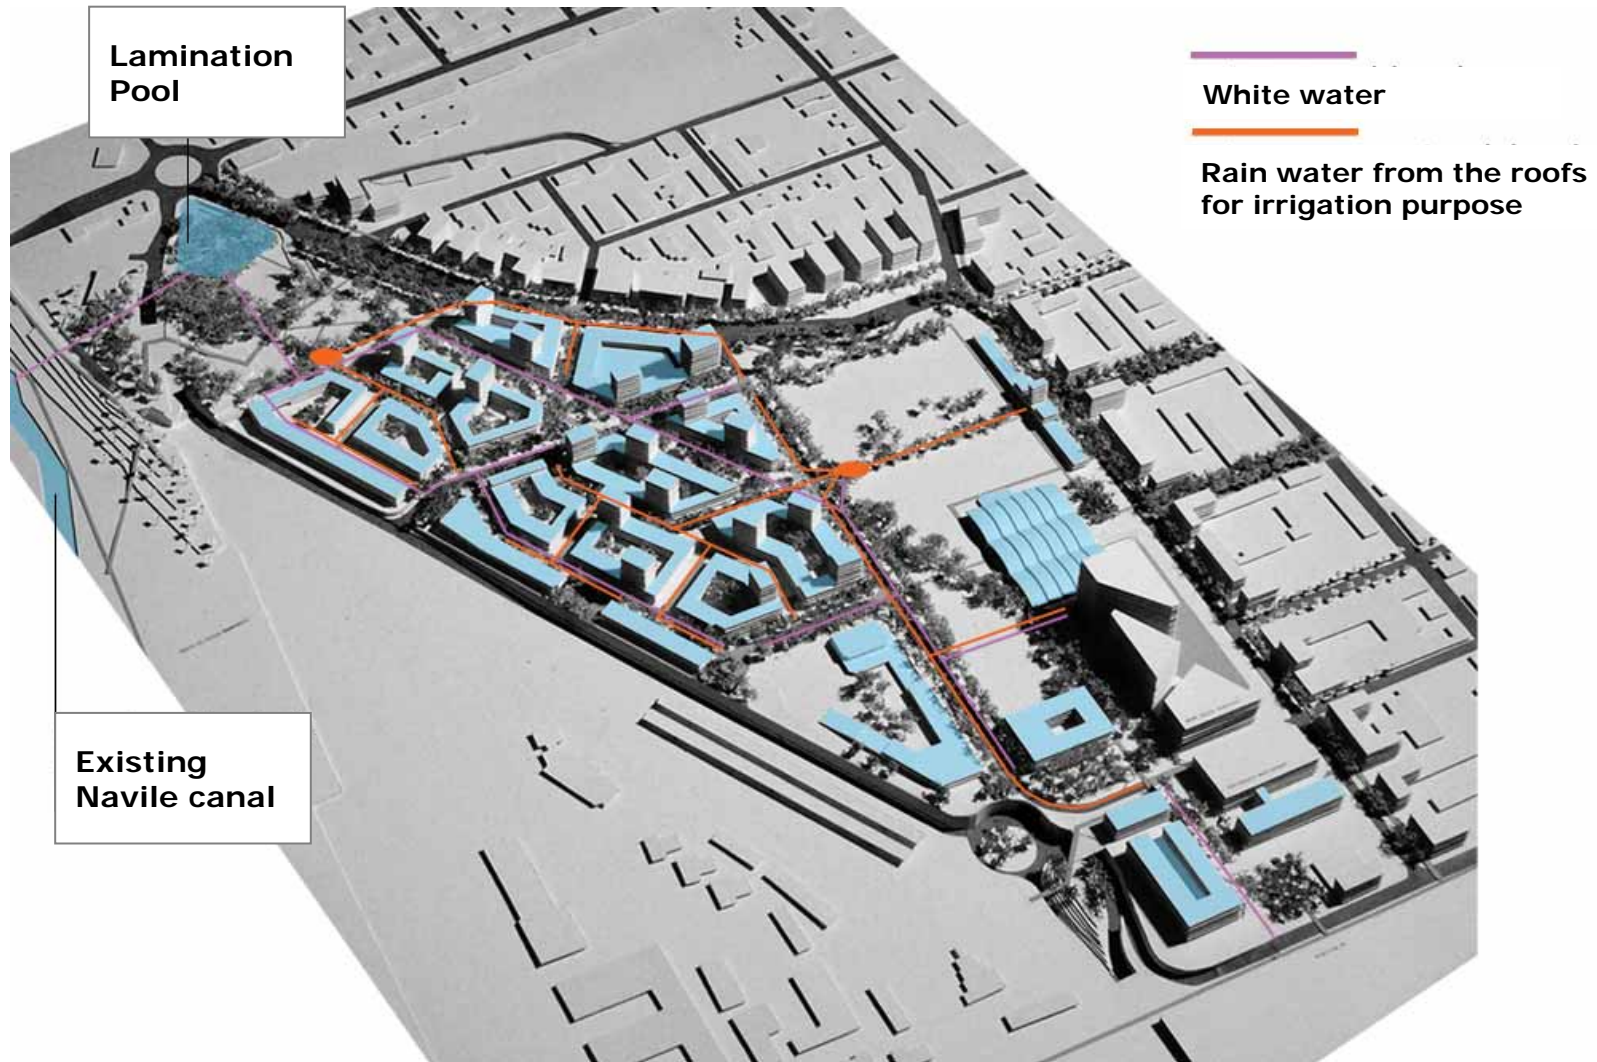 Lamination
Pool
White water
Rain water from the roofs
for irrigation purpose
Existing
Navile canal